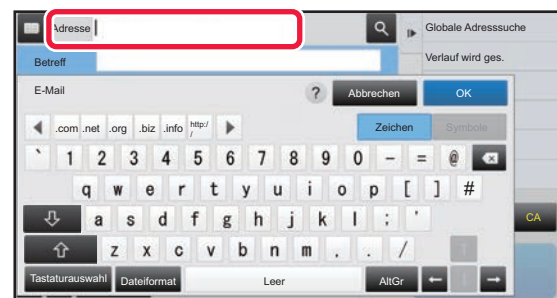 Adresse
Globale Adresssuche
Betreff
Verlauf wird ges.
E-Mail
? Abbrechen OK
.com .net .org .biz .info http:// Zeichen Symbole
` 1 2 3 4 5 6 7 8 9 0 - = @
q w e r t y u i o p [ ] #
a s d f g h j k l ; '
CA
z x c v b n m , . /
Tastaturauswahl Dateiformat Leer AltGr